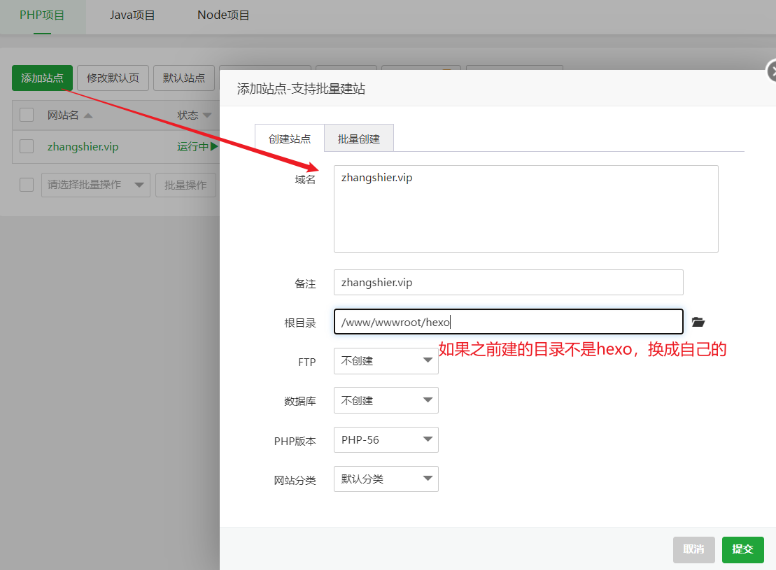 PHP项目 Java项目 Node项目
添加站点 修改默认页 默认站点
网站名 状态
zhangshier.vip 运行中
请选择批量操作 批量操作
添加站点-支持批量建站
创建站点 批量创建
域名 zhangshier.vip
备注 zhangshier.vip
根目录 /www/wwwroot/hexo
如果之前建的目录不是hexo，换成自己的
FTP 不创建
数据库 不创建
PHP版本 PHP-56
网站分类 默认分类
取消 提交